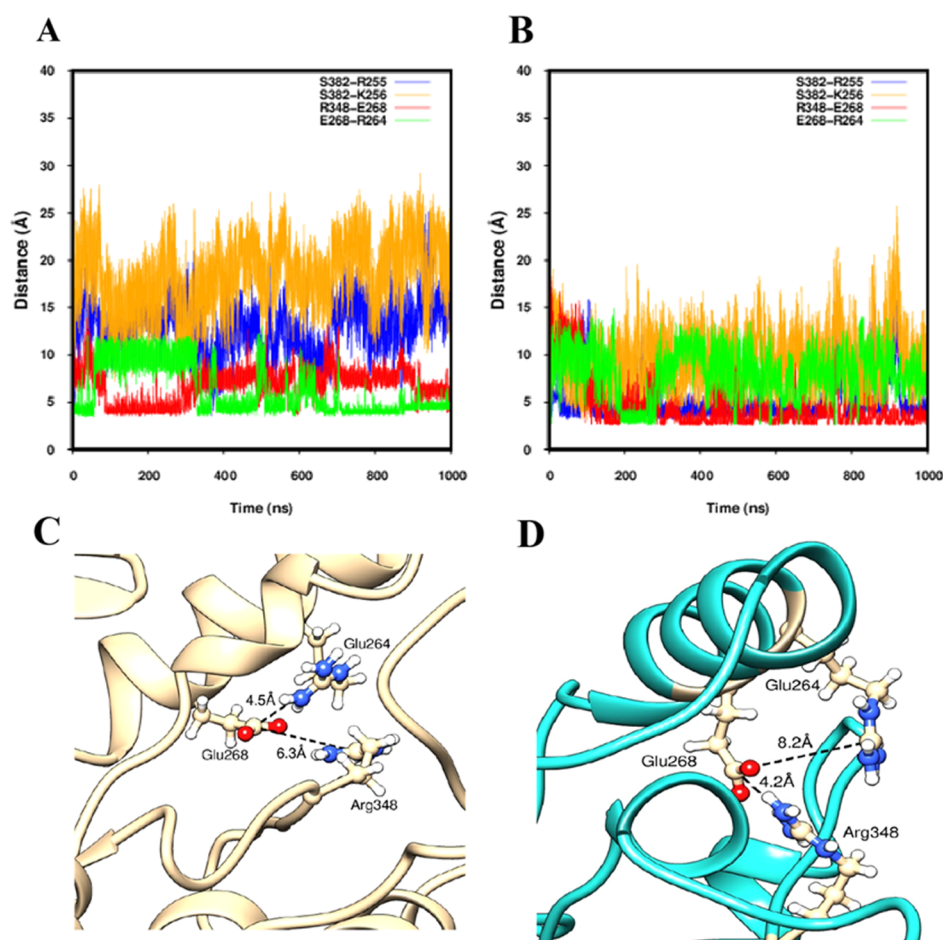 A
40
35
30
25
20
15
10
5
0
Distance (Å)
S382-R255
S382-K256
R348-E268
E268-R264
0
200
400
600
800
1000
Time (ns)
B
40
35
30
25
20
15
10
5
0
Distance (Å)
S382-R255
S382-K256
R348-E268
E268-R264
0
200
400
600
800
1000
Time (ns)
C
Glu264
4.5Å
Glu268
6.3Å
Arg348
D
Glu264
8.2Å
Glu268
4.2Å
Arg348